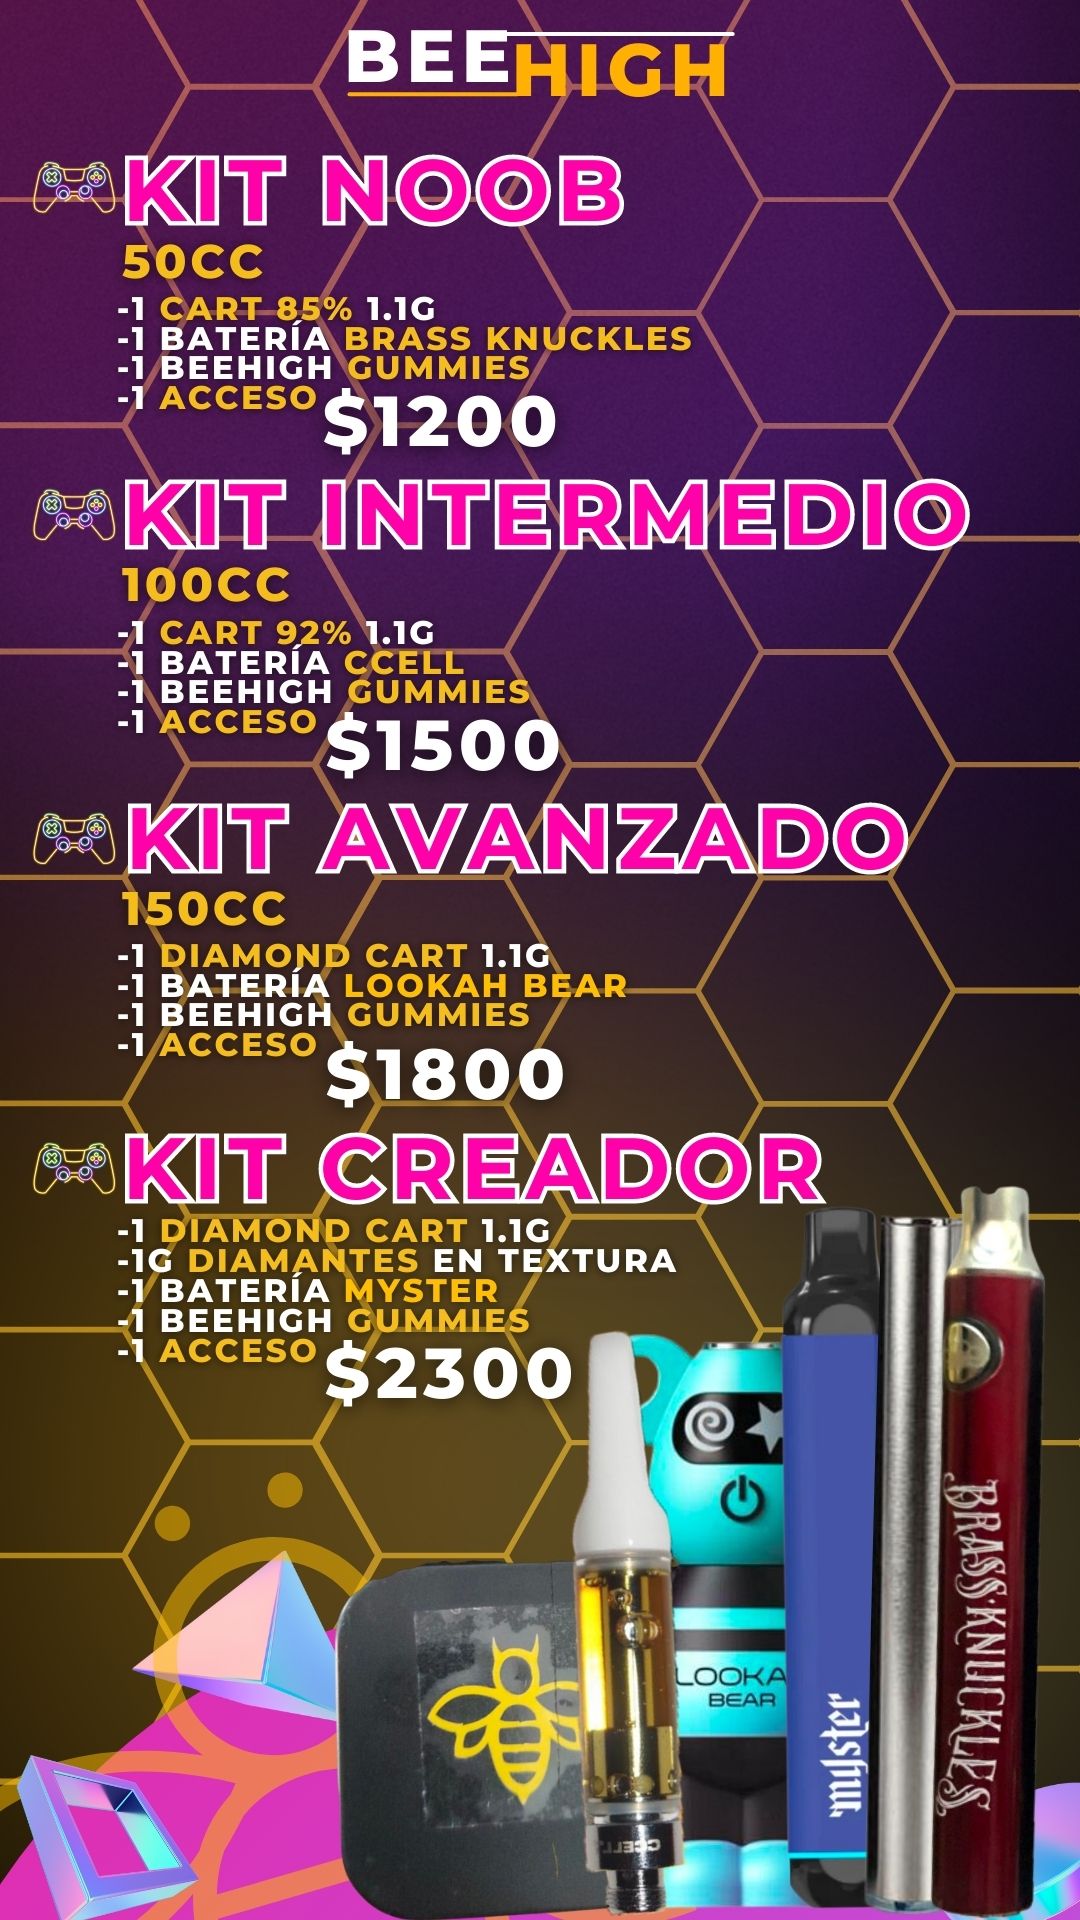 BEEHIGH
KIT NOOB
50CC
-1 CART 85% 1.1G
-1 BATERÍA BRASS KNUCKLES
-1 BEEHIGH GUMMIES
-1 ACCESO
$1200
KIT INTERMEDIO
100CC
-1 CART 92% 1.1G
-1 BATERÍA CCELL
-1 BEEHIGH GUMMIES
-1 ACCESO
$1500
KIT AVANZADO
150CC
-1 DIAMOND CART 1.1G
-1 BATERÍA LOOKAH BEAR
-1 BEEHIGH GUMMIES
-1 ACCESO
$1800
KIT CREADOR
-1 DIAMOND CART 1.1G
-1G DIAMANTES EN TEXTURA
-1 BATERÍA MYSTER
-1 BEEHIGH GUMMIES
-1 ACCESO
$2300
LOOKA
BEAR
myster
BRASS·KNUCKLES
CCELL